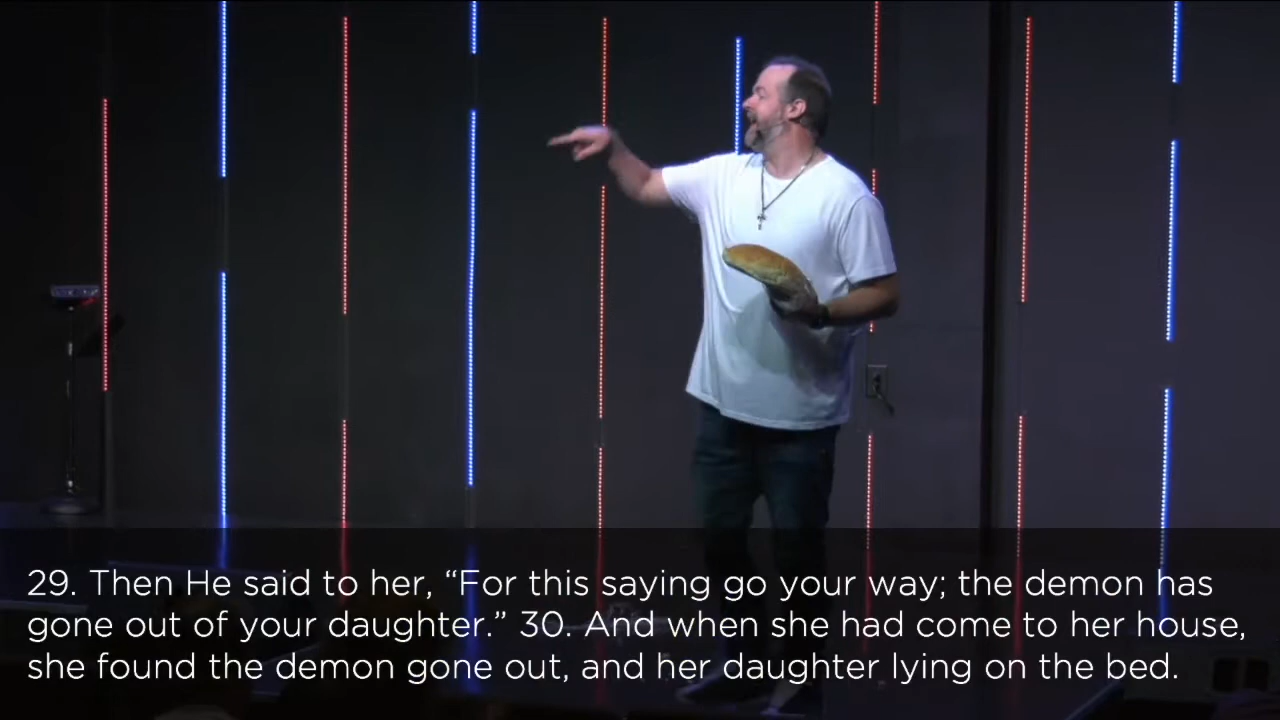 29. Then He said to her, “For this saying go your way; the demon has
gone out of your daughter.” 30. And when she had come to her house,
she found the demon gone out, and her daughter lying on the bed.